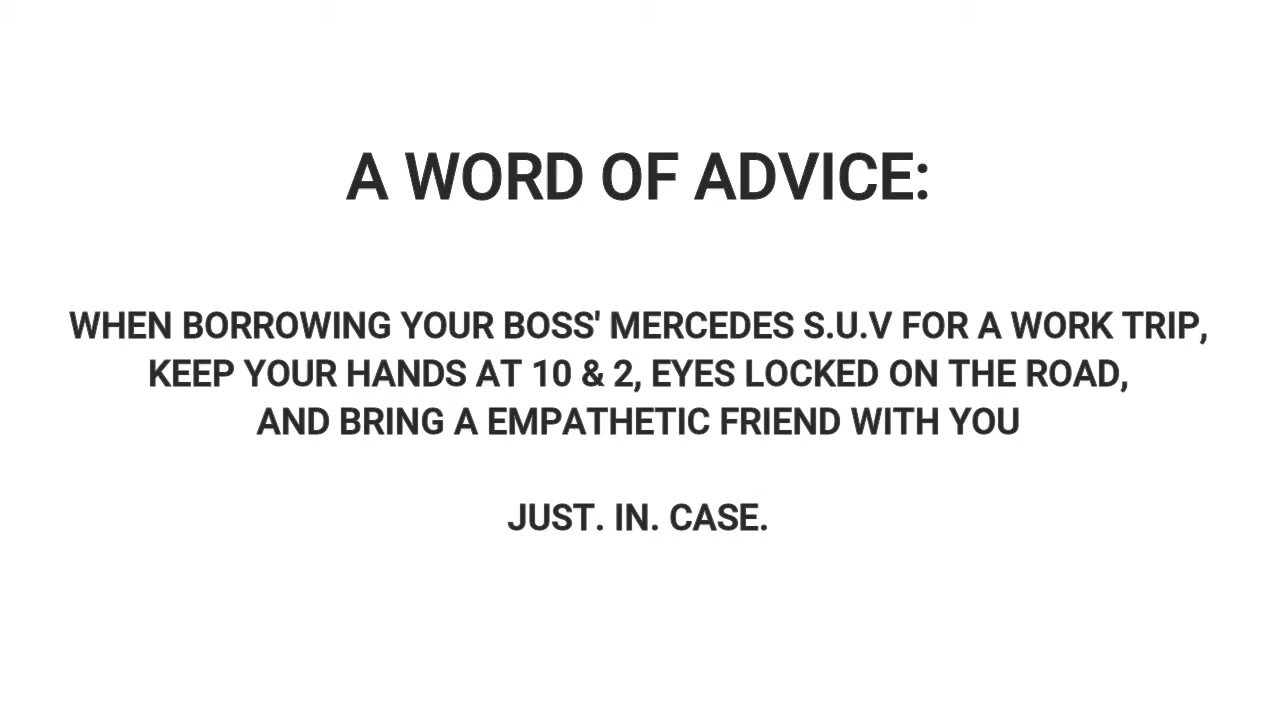 A WORD OF ADVICE:
WHEN BORROWING YOUR BOSS' MERCEDES S.U.V FOR A WORK TRIP,
KEEP YOUR HANDS AT 10 & 2, EYES LOCKED ON THE ROAD,
AND BRING A EMPATHETIC FRIEND WITH YOU
JUST. IN. CASE.